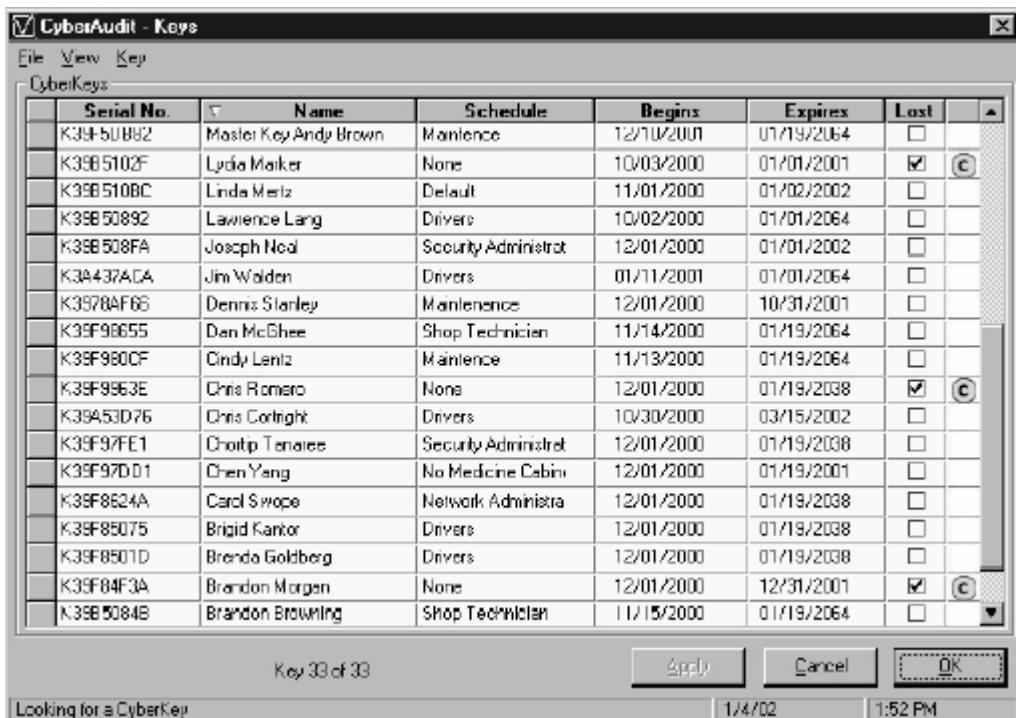 CyberAudit - Keys
File View Key
CyberKeys
Serial No. Name Schedule Begins Expires Lost
K39F50B82 Master Key Andy Brown Maintence 12/10/2001 01/19/2064
K39B5102F Lydia Marker None 10/03/2000 01/01/2001 C
K39B510BC Linda Mertz Default 11/01/2000 01/02/2002
K39B50892 Lawrence Lang Drivers 10/02/2000 01/01/2064
K39B508FA Joseph Neal Security Administrat 12/01/2000 01/01/2002
Jim Walden Drivers 01/11/2001 01/01/2064
K3978AF66 Dennis Stanley Maintenance 12/01/2000 10/31/2001
K39F98655 Dan McGhee Shop Technician 11/14/2000 01/19/2064
K39F980CF Cindy Lentz Maintence 11/13/2000 01/19/2064
K39F9963E Chris Romero None 12/01/2000 01/19/2038 C
K39A53D76 Chris Cortright Drivers 10/30/2000 03/15/2002
K39F97FE1 Chortip Tanaree Security Administrat 12/01/2000 01/19/2038
K39F97DD1 Chen Yang No Medicine Cabin 12/01/2000 01/19/2001
K39F8624A Carol Swope Network Administra 12/01/2000 01/19/2038
K39F85075 Brigid Kantor Drivers 12/01/2000 01/19/2038
K39F8501D Brenda Goldberg Drivers 12/01/2000 01/19/2038
K39F84F3A Brandon Morgan None 12/01/2000 12/31/2001 C
K39B5084B Brandon Browning Shop Technician 11/15/2000 01/19/2064
Key 33 of 33 Apply Cancel OK
Looking for a CyberKey 1/4/02 1:52 PM